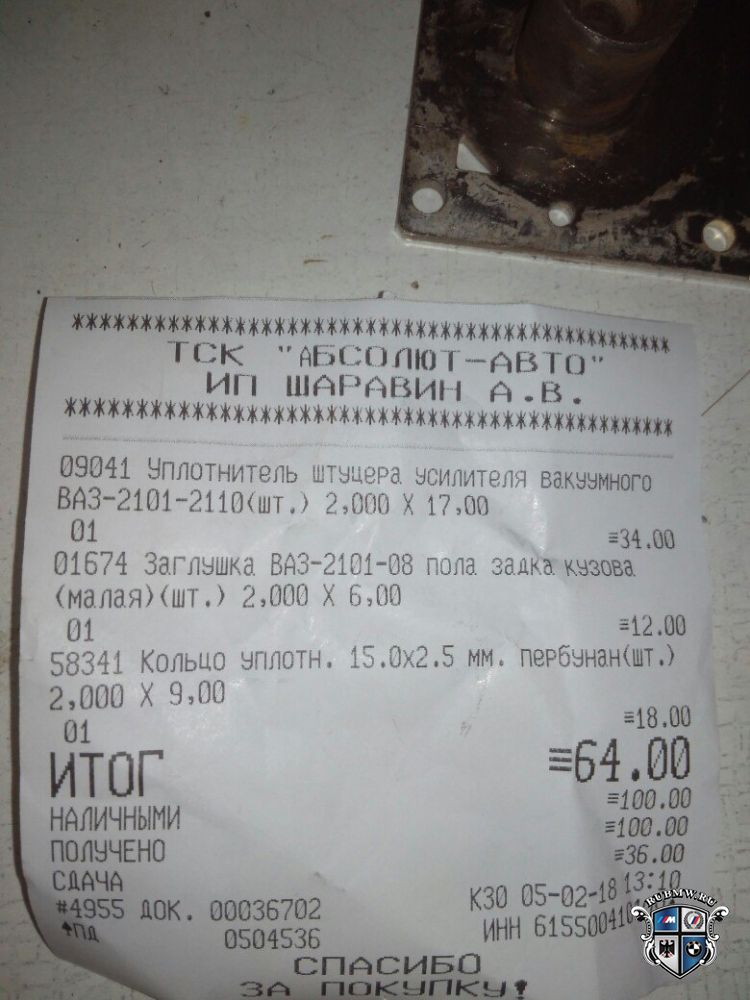 ************************************************
ТСК "АБСОЛЮТ-АВТО"
ИП ШАРАВИН А.В.
************************************************
09041 Уплотнитель штуцера усилителя вакуумного
ВАЗ-2101-2110(шт.) 2,000 X 17,00
01 ≡34.00
01674 Заглушка ВАЗ-2101-08 пола задка кузова
(малая)(шт.) 2,000 X 6,00
01 ≡12.00
58341 Кольцо уплотн. 15.0x2.5 мм. пербунан(шт.)
2,000 X 9,00
01 ≡18.00
ИТОГ ≡64.00
НАЛИЧНЫМИ ≡100.00
ПОЛУЧЕНО ≡100.00
СДАЧА ≡36.00
#4955 ДОК. 00036702 К30 05-02-18 13:10
ПД 0504536 ИНН
СПАСИБО
ЗА ПОКУПКУ!
RUBMW.RU